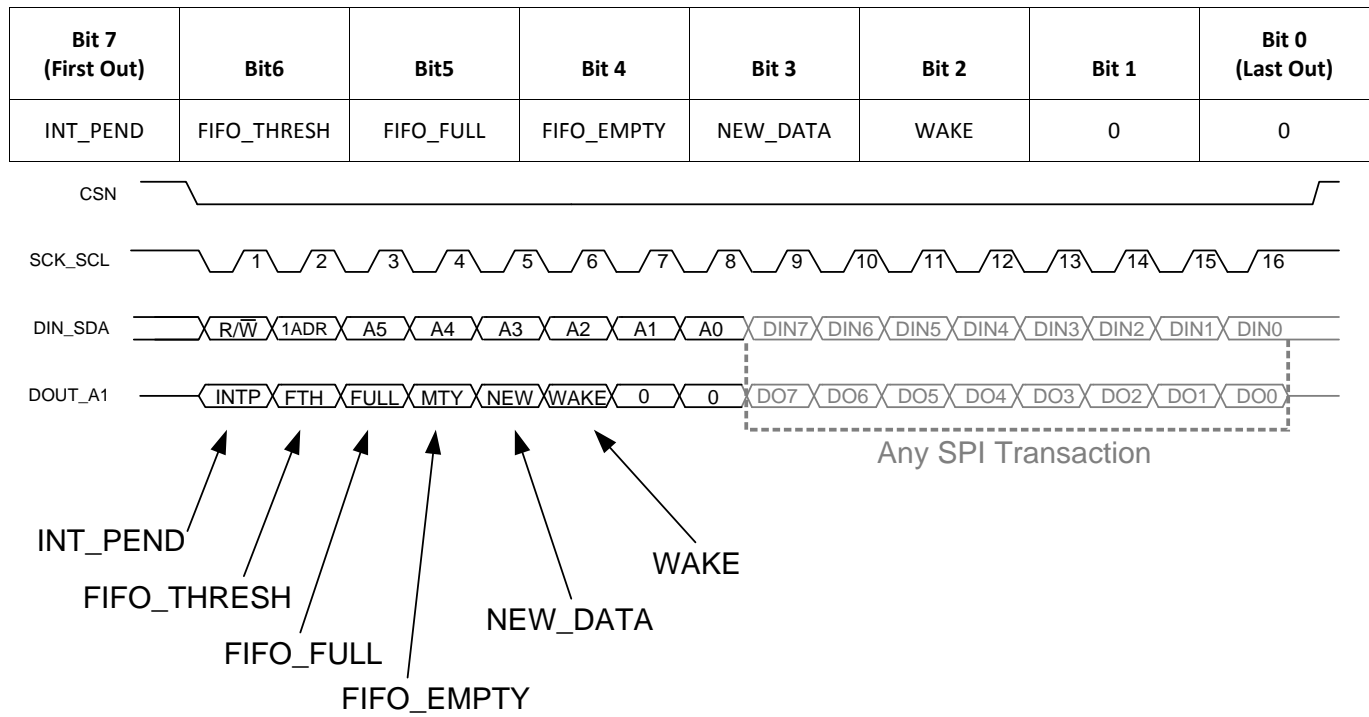 Bit 7
(First Out) Bit6 Bit5 Bit 4 Bit 3 Bit 2 Bit 1 Bit 0
(Last Out)
INT_PEND FIFO_THRESH FIFO_FULL FIFO_EMPTY NEW_DATA WAKE 0 0
CSN
SCK_SCL 1 2 3 4 5 6 7 8 9 10 11 12 13 14 15 16
DIN_SDA R/W̅ 1ADR A5 A4 A3 A2 A1 A0 DIN7 DIN6 DIN5 DIN4 DIN3 DIN2 DIN1 DIN0
DOUT_A1 INTP FTH FULL MTY NEW WAKE 0 0 DO7 DO6 DO5 DO4 DO3 DO2 DO1 DO0
Any SPI Transaction
INT_PEND
WAKE
FIFO_THRESH
NEW_DATA
FIFO_FULL
FIFO_EMPTY